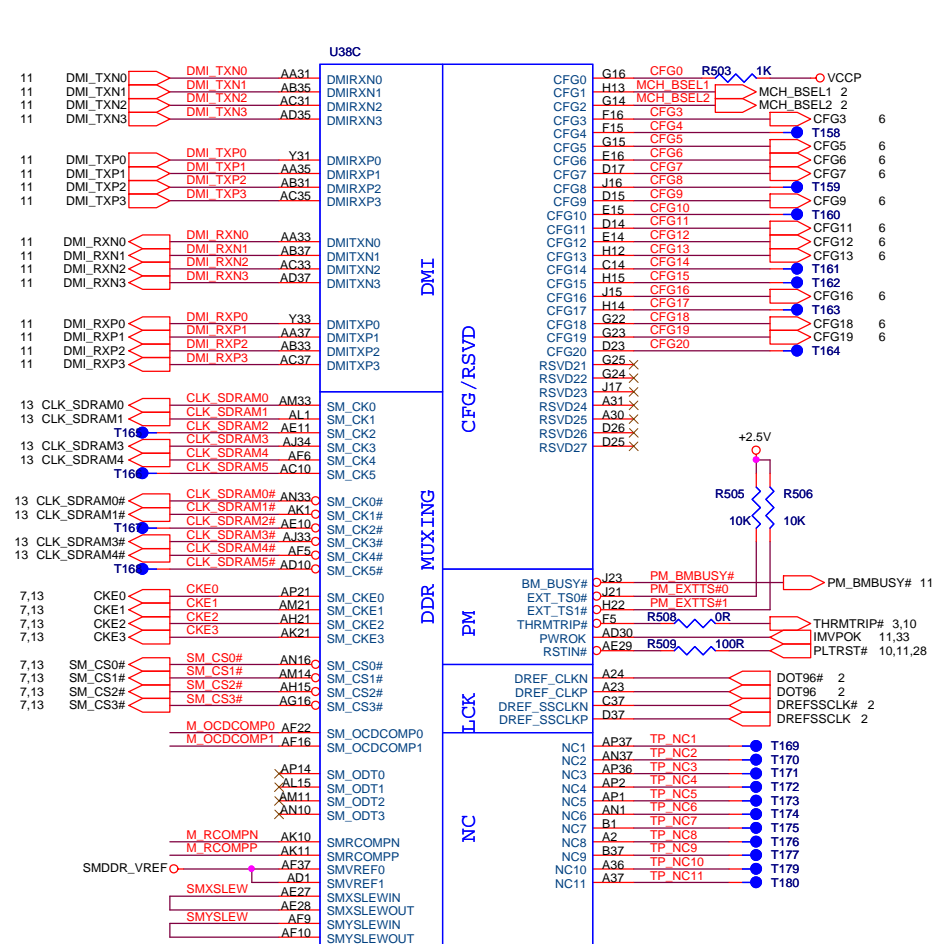 U38C
11 DMI_TXN0 DMI_TXN0 AA31 DMIRXN0
11 DMI_TXN1 DMI_TXN1 AB35 DMIRXN1
11 DMI_TXN2 DMI_TXN2 AC31 DMIRXN2
11 DMI_TXN3 DMI_TXN3 AD35 DMIRXN3
11 DMI_TXP0 DMI_TXP0 Y31 DMIRXP0
11 DMI_TXP1 DMI_TXP1 AA35 DMIRXP1
11 DMI_TXP2 DMI_TXP2 AB31 DMIRXP2
11 DMI_TXP3 DMI_TXP3 AC35 DMIRXP3
11 DMI_RXN0 DMI_RXN0 AA33 DMITXN0
11 DMI_RXN1 DMI_RXN1 AB37 DMITXN1
11 DMI_RXN2 DMI_RXN2 AC33 DMITXN2
11 DMI_RXN3 DMI_RXN3 AD37 DMITXN3
11 DMI_RXP0 DMI_RXP0 Y33 DMITXP0
11 DMI_RXP1 DMI_RXP1 AA37 DMITXP1
11 DMI_RXP2 DMI_RXP2 AB33 DMITXP2
11 DMI_RXP3 DMI_RXP3 AC37 DMITXP3
DMI
13 CLK_SDRAM0 CLK_SDRAM0 AM33 SM_CK0
13 CLK_SDRAM1 CLK_SDRAM1 AL1 SM_CK1
CLK_SDRAM2 AE11 SM_CK2
13 CLK_SDRAM3 CLK_SDRAM3 AJ34 SM_CK3
13 CLK_SDRAM4 CLK_SDRAM4 AF6 SM_CK4
CLK_SDRAM5 AC10 SM_CK5
13 CLK_SDRAM0# CLK_SDRAM0# AN33 SM_CK0#
13 CLK_SDRAM1# CLK_SDRAM1# AK1 SM_CK1#
CLK_SDRAM2# AE10 SM_CK2#
13 CLK_SDRAM3# CLK_SDRAM3# AJ33 SM_CK3#
13 CLK_SDRAM4# CLK_SDRAM4# AF5 SM_CK4#
CLK_SDRAM5# AD10 SM_CK5#
7,13 CKE0 CKE0 AP21 SM_CKE0
7,13 CKE1 CKE1 AM21 SM_CKE1
7,13 CKE2 CKE2 AH21 SM_CKE2
7,13 CKE3 CKE3 AK21 SM_CKE3
7,13 SM_CS0# SM_CS0# AN16 SM_CS0#
7,13 SM_CS1# SM_CS1# AM14 SM_CS1#
7,13 SM_CS2# SM_CS2# AH15 SM_CS2#
7,13 SM_CS3# SM_CS3# AG16 SM_CS3#
M_OCDCOMP0 AF22 SM_OCDCOMP0
M_OCDCOMP1 AF16 SM_OCDCOMP1
AP14 SM_ODT0
AL15 SM_ODT1
AM11 SM_ODT2
AN10 SM_ODT3
M_RCOMPN AK10 SMRCOMPN
M_RCOMPP AK11 SMRCOMPP
SMDDR_VREF AF37 SMVREF0
AD1 SMVREF1
SMXSLEW AE27 SMXSLEWIN
AE28 SMXSLEWOUT
SMYSLEW AF9 SMYSLEWIN
AF10 SMYSLEWOUT
DDR MUXING
CFG/RSVD
CFG0 G16 CFG0 R503 1K VCCP
CFG1 H13 MCH_BSEL1 MCH_BSEL1 2
CFG2 G14 MCH_BSEL2 MCH_BSEL2 2
CFG3 F16 CFG3 CFG3 6
CFG4 F15 CFG4 T158
CFG5 G15 CFG5 CFG5 6
CFG6 E16 CFG6 CFG6 6
CFG7 D17 CFG7 CFG7 6
CFG8 J16 CFG8 T159
CFG9 D15 CFG9 CFG9 6
CFG10 E15 CFG10 T160
CFG11 D14 CFG11 CFG11 6
CFG12 E14 CFG12 CFG12 6
CFG13 H12 CFG13 CFG13 6
CFG14 C14 CFG14 T161
CFG15 H15 CFG15 T162
CFG16 J15 CFG16 CFG16 6
CFG17 H14 CFG17 T163
CFG18 G22 CFG18 CFG18 6
CFG19 G23 CFG19 CFG19 6
CFG20 D23 CFG20 T164
RSVD21 G25
RSVD22 G24
RSVD23 J17
RSVD24 A31
RSVD25 A30
RSVD26 D26
RSVD27 D25
+2.5V
R505 R506
10K 10K
PM
BM_BUSY# J23 PM_BMBUSY# PM_BMBUSY# 11
EXT_TS0# J21 PM_EXTTS#0
EXT_TS1# H22 PM_EXTTS#1
THRMTRIP# F5 R508 0R THRMTRIP# 3,10
PWROK AD30 IMVPOK 11,33
RSTIN# AE29 R509 100R PLTRST# 10,11,28
LCK
DREF_CLKN A24 DOT96# 2
DREF_CLKP A23 DOT96 2
DREF_SSCLKN C37 DREFSSCLK# 2
DREF_SSCLKP D37 DREFSSCLK 2
NC
NC1 AP37 TP_NC1 T169
NC2 AN37 TP_NC2 T170
NC3 AP36 TP_NC3 T171
NC4 AP2 TP_NC4 T172
NC5 AP1 TP_NC5 T173
NC6 AN1 TP_NC6 T174
NC7 B1 TP_NC7 T175
NC8 A2 TP_NC8 T176
NC9 B37 TP_NC9 T177
NC10 A36 TP_NC10 T179
NC11 A37 TP_NC11 T180